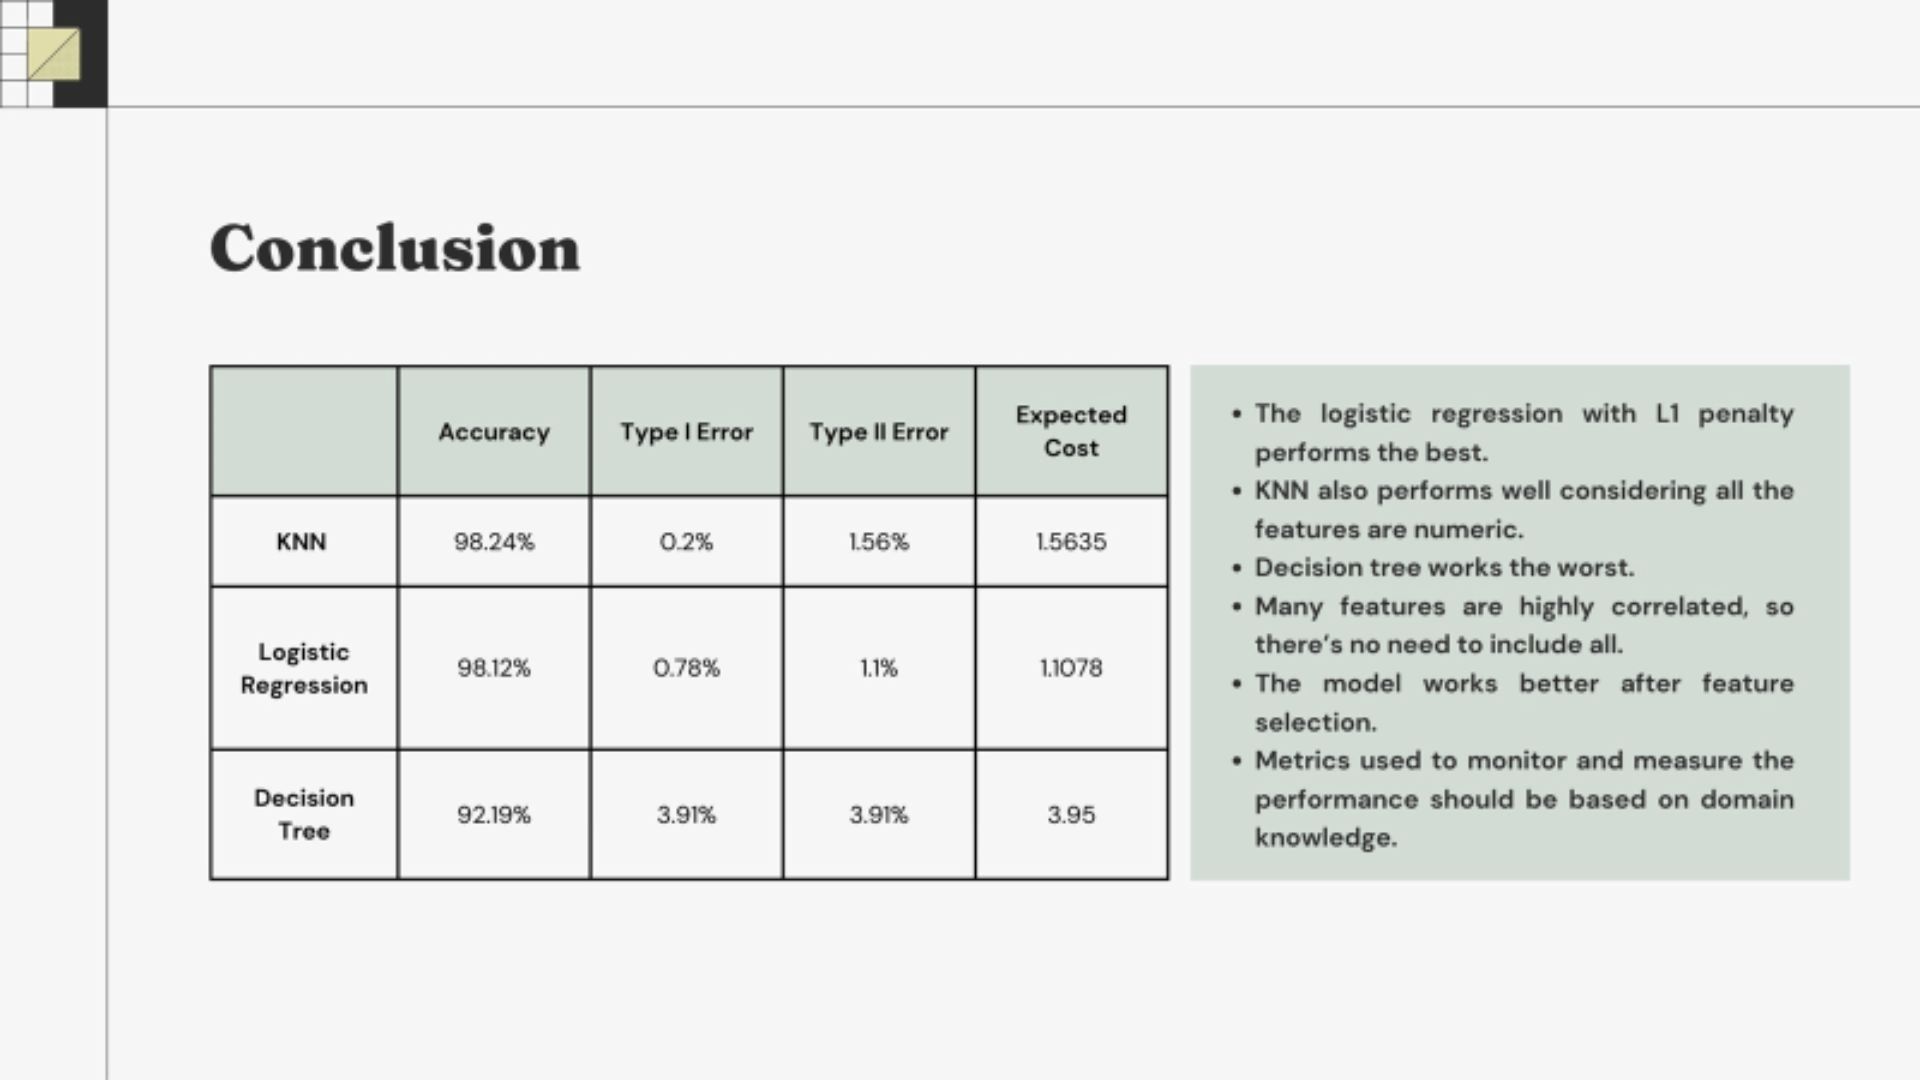 Conclusion
Accuracy Type I Error Type II Error Expected Cost
KNN 98.24% 0.2% 1.56% 1.5635
Logistic Regression 98.12% 0.78% 1.1% 1.1078
Decision Tree 92.19% 3.91% 3.91% 3.95
• The logistic regression with L1 penalty
performs the best.
• KNN also performs well considering all the
features are numeric.
• Decision tree works the worst.
• Many features are highly correlated, so
there's no need to include all.
• The model works better after feature
selection.
• Metrics used to monitor and measure the
performance should be based on domain
knowledge.